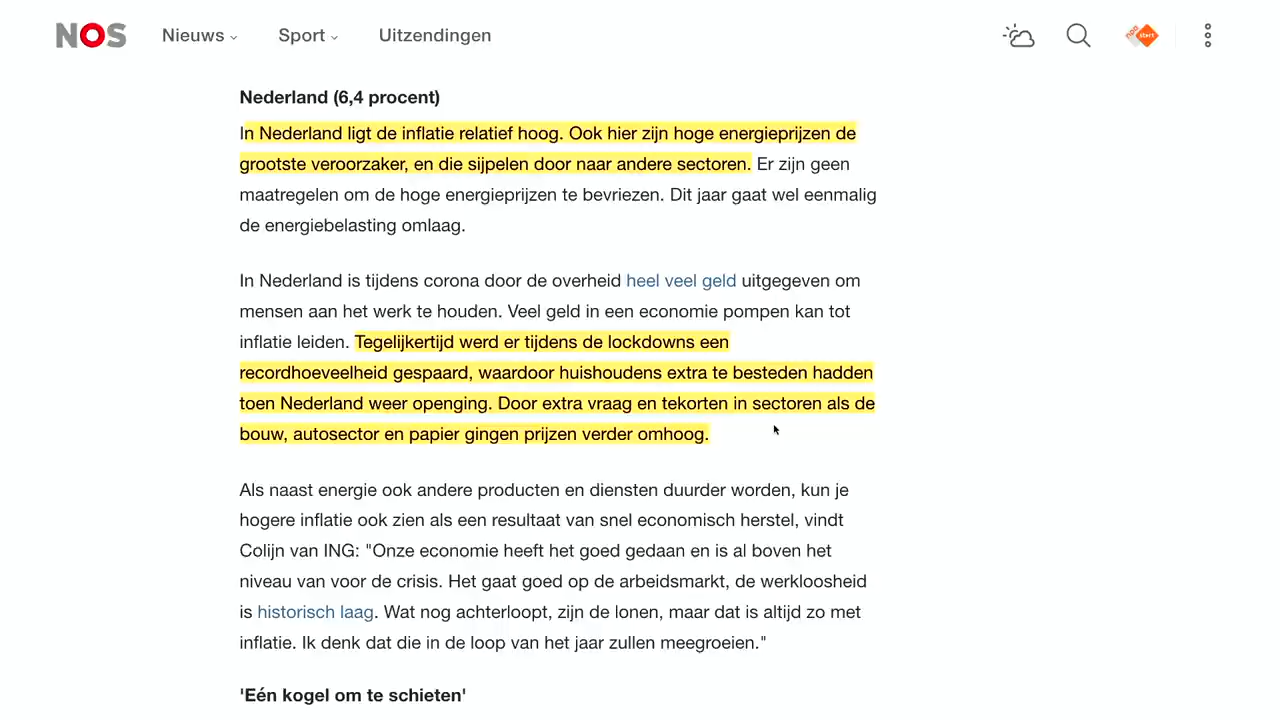 NOS Nieuws Sport Uitzendingen npo start
Nederland (6,4 procent)
In Nederland ligt de inflatie relatief hoog. Ook hier zijn hoge energieprijzen de
grootste veroorzaker, en die sijpelen door naar andere sectoren. Er zijn geen
maatregelen om de hoge energieprijzen te bevriezen. Dit jaar gaat wel eenmalig
de energiebelasting omlaag.
In Nederland is tijdens corona door de overheid heel veel geld uitgegeven om
mensen aan het werk te houden. Veel geld in een economie pompen kan tot
inflatie leiden. Tegelijkertijd werd er tijdens de lockdowns een
recordhoeveelheid gespaard, waardoor huishoudens extra te besteden hadden
toen Nederland weer openging. Door extra vraag en tekorten in sectoren als de
bouw, autosector en papier gingen prijzen verder omhoog.
Als naast energie ook andere producten en diensten duurder worden, kun je
hogere inflatie ook zien als een resultaat van snel economisch herstel, vindt
Colijn van ING: "Onze economie heeft het goed gedaan en is al boven het
niveau van voor de crisis. Het gaat goed op de arbeidsmarkt, de werkloosheid
is historisch laag. Wat nog achterloopt, zijn de lonen, maar dat is altijd zo met
inflatie. Ik denk dat die in de loop van het jaar zullen meegroeien."
'Eén kogel om te schieten'